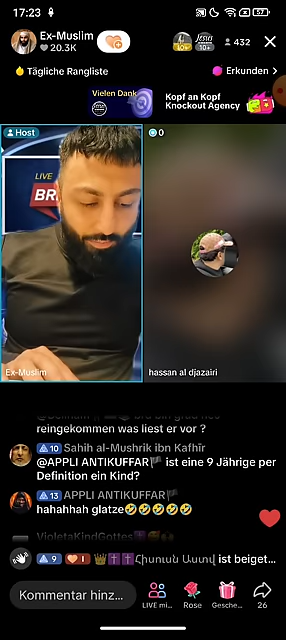 17:23
57
Ex-Muslim
20.3K
10+
432
Tägliche Rangliste
Erkunden >
Vielen Dank
Kopf an Kopf
Knockout Agency
Host
0
LIVE
BR
Ex-Muslim
hassan al djazairi
reingekommen was liest er vor ?
10 Sahih al-Mushrik ibn Kafhīr
@APPLI ANTIKUFFAR🏴 ist eine 9 Jährige per
Definition ein Kind?
13 APPLI ANTIKUFFAR🏴
hahahhah glatze🤣🤣🤣🤣🤣
VioletaKindGottes
9 1 Հիսուսն Աստվ ist beiget...
Kommentar hinz...
LIVE mi...
Rose
Gesche...
26